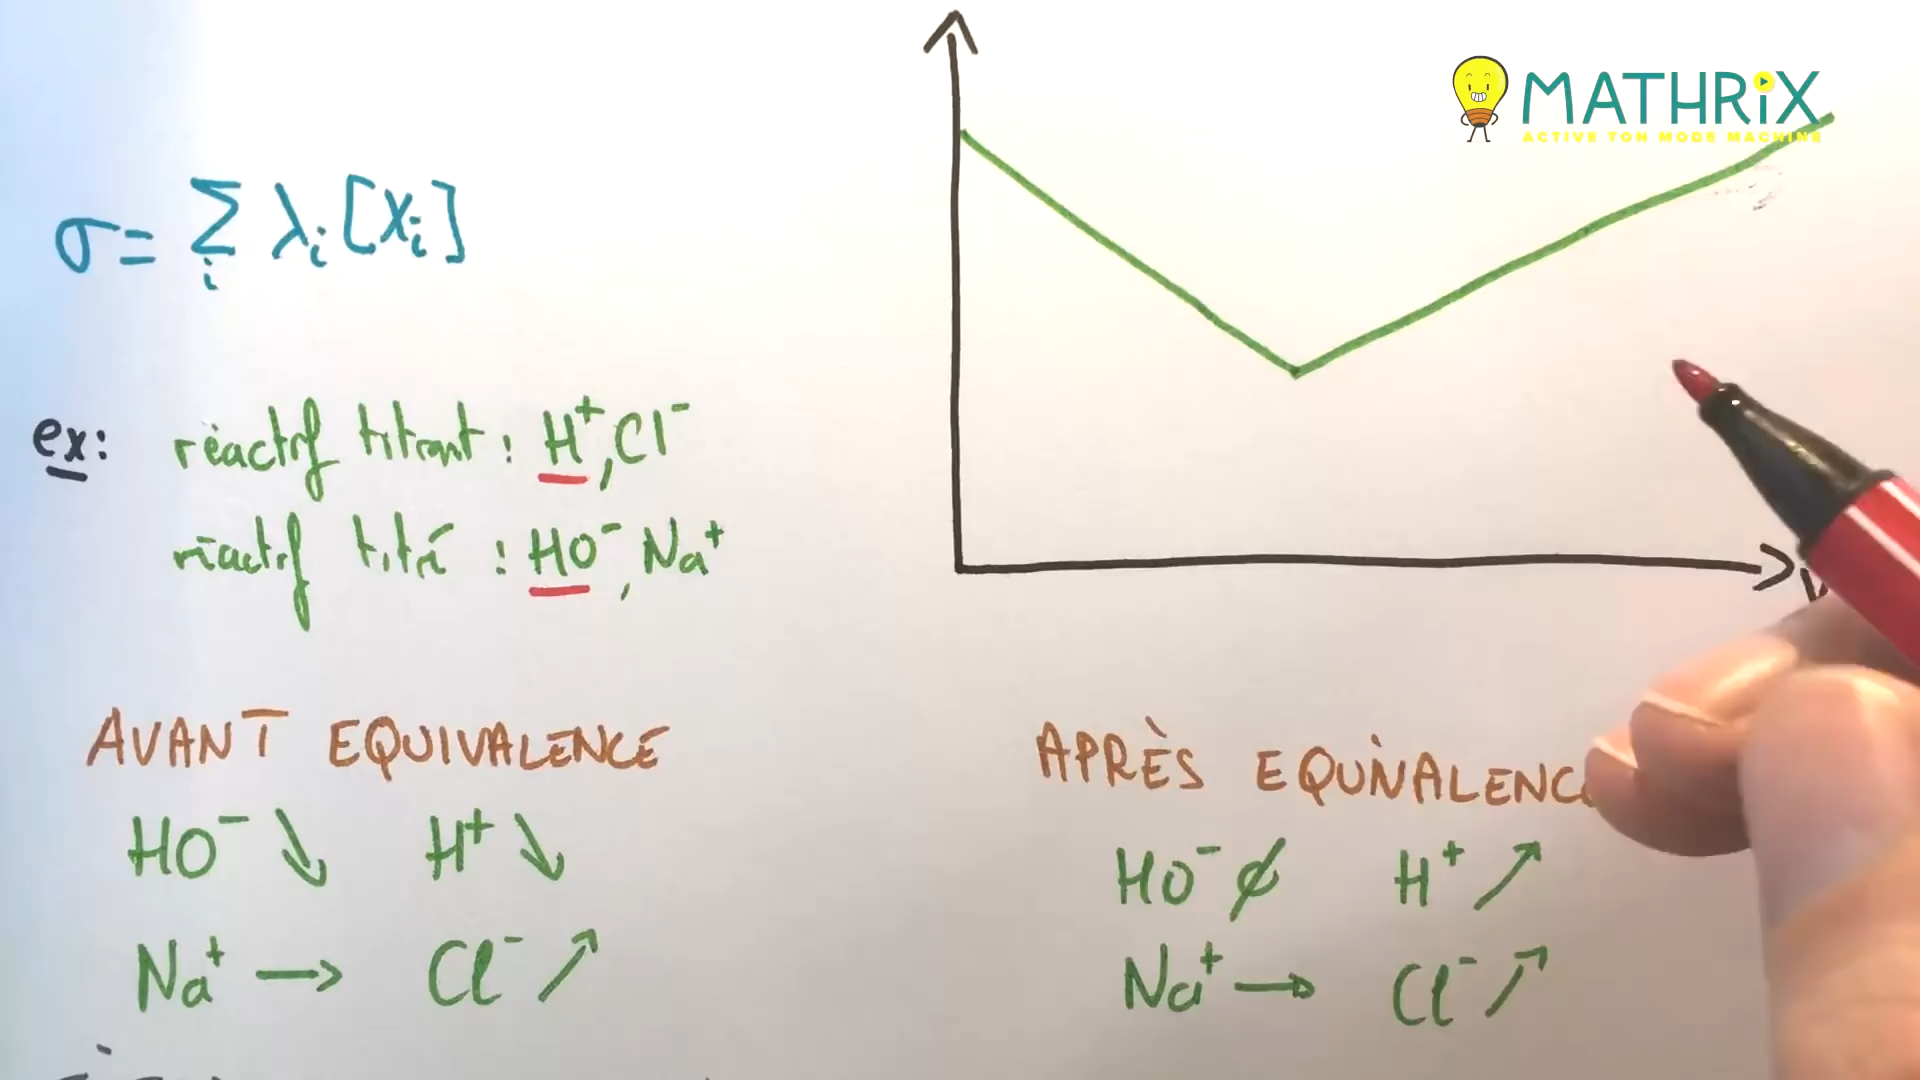 MATHRiX
ACTIVE TON MODE MACHINE
σ = Σ i λi [Xi]
ex: réactif titrant : H⁺, Cl⁻
réactif titré : HO⁻, Na⁺
AVANT EQUIVALENCE
HO⁻ ↘ H⁺ ↘
Na⁺ → Cl⁻ ↗
APRÈS EQUIVALENC
HO⁻ ∅ H⁺ ↗
Na⁺ → Cl⁻ ↗